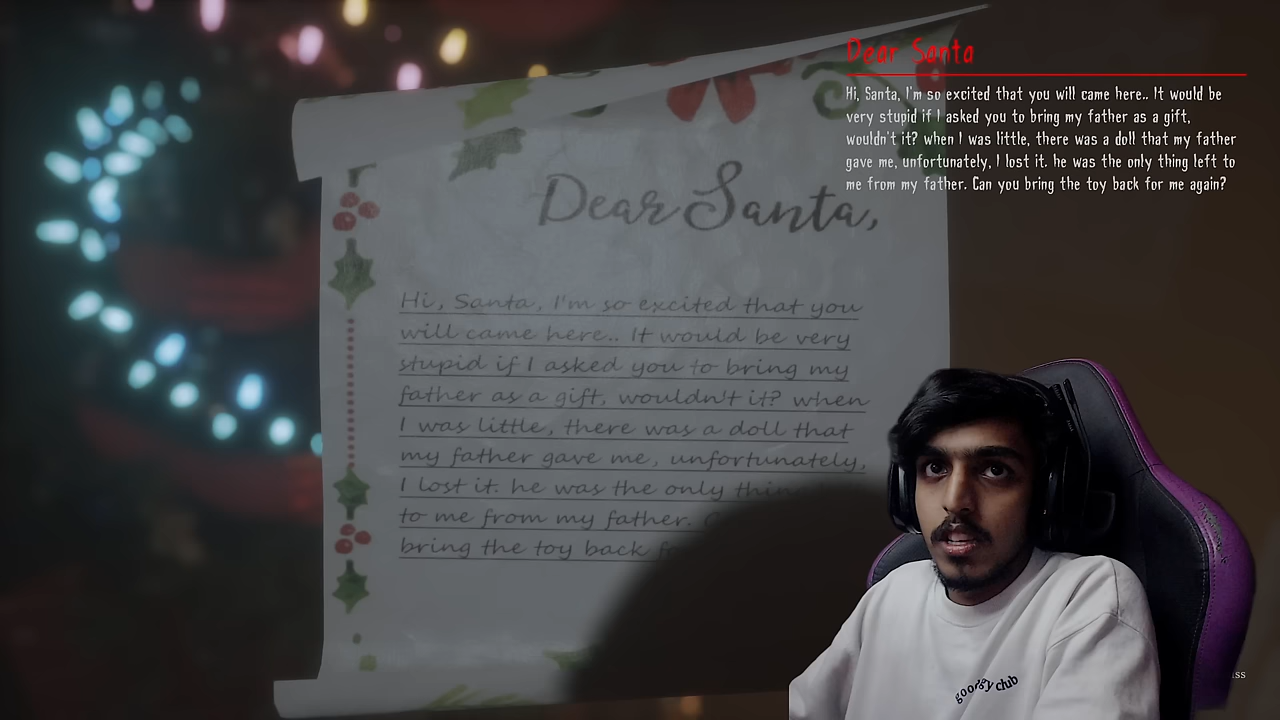 Dear Santa
Hi, Santa, I'm so excited that you will came here.. It would be
very stupid if I asked you to bring my father as a gift,
wouldn't it? when I was little, there was a doll that my father
gave me, unfortunately, I lost it. he was the only thing left to
me from my father. Can you bring the toy back for me again?
Dear Santa,
Hi, Santa, I'm so excited that you
will came here.. It would be very
stupid if I asked you to bring my
father as a gift, wouldn't it? when
I was little, there was a doll that
my father gave me, unfortunately,
I lost it. he was the only thin
to me from my father.
bring the toy back
goofgy club